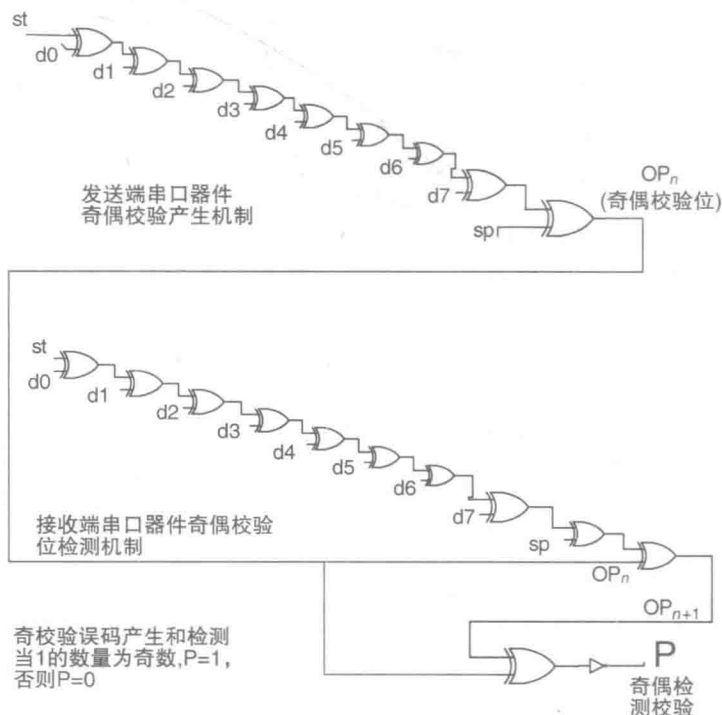 st
d0
d1
d2
d3
d4
d5
d6
d7
sp
OPn
(奇偶校验位)
发送端串口器件
奇偶校验产生机制
st
d0
d1
d2
d3
d4
d5
d6
d7
sp
OPn
OPn+1
接收端串口器件奇偶校验
位检测机制
奇校验误码产生和检测
当1的数量为奇数,P=1,
否则P=0
P
奇偶检
测校验